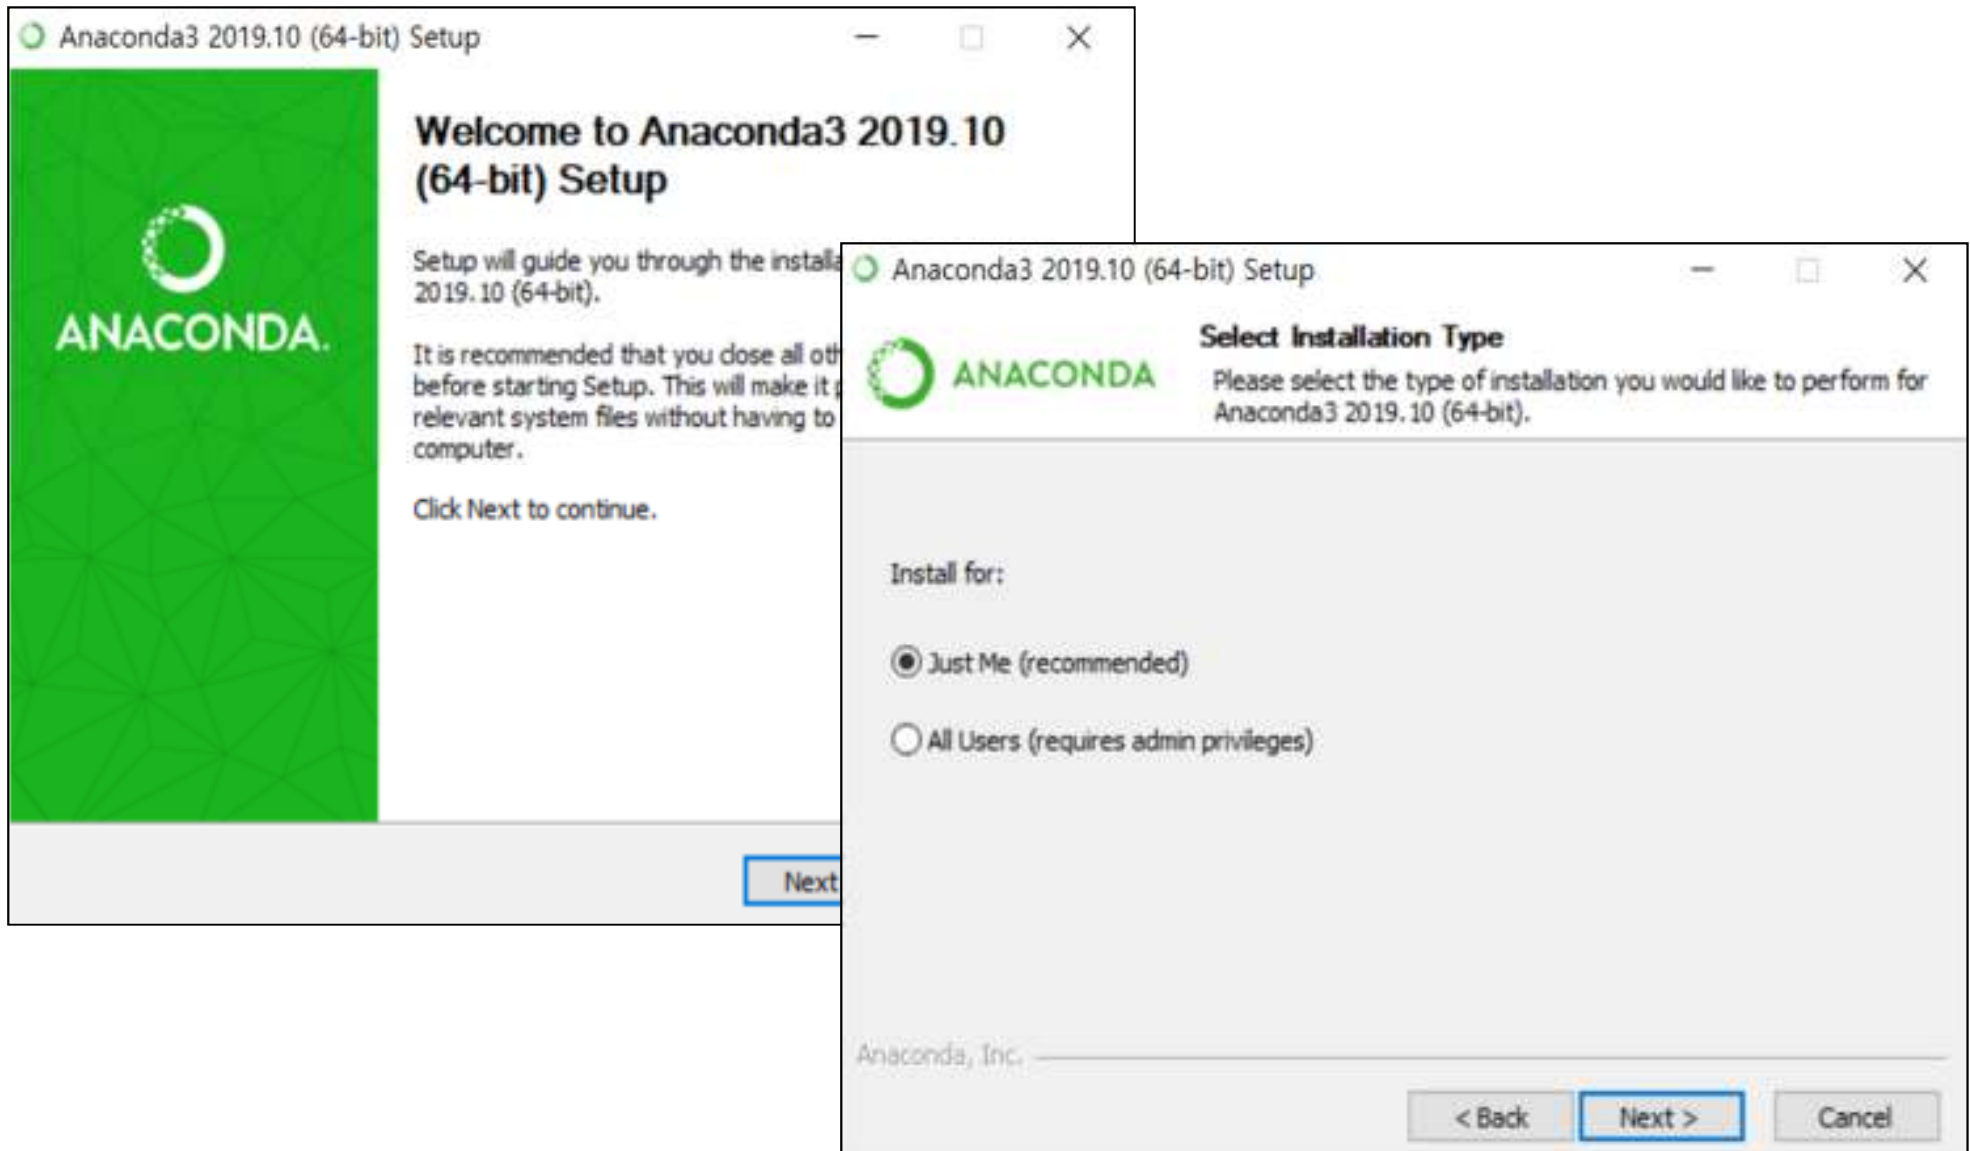 Anaconda3 2019.10 (64-bit) Setup
Welcome to Anaconda3 2019.10
(64-bit) Setup
ANACONDA.
Setup will guide you through the
2019.10 (64-bit).
It is recommended that you close all
before starting Setup. This will make it
relevant system files without having to
computer.
Click Next to continue.
Next
Anaconda3 2019.10 (64-bit) Setup
ANACONDA
Select Installation Type
Please select the type of installation you would like to perform for
Anaconda3 2019.10 (64-bit).
Install for:
Just Me (recommended)
All Users (requires admin privileges)
Anaconda, Inc.
< Back
Next >
Cancel